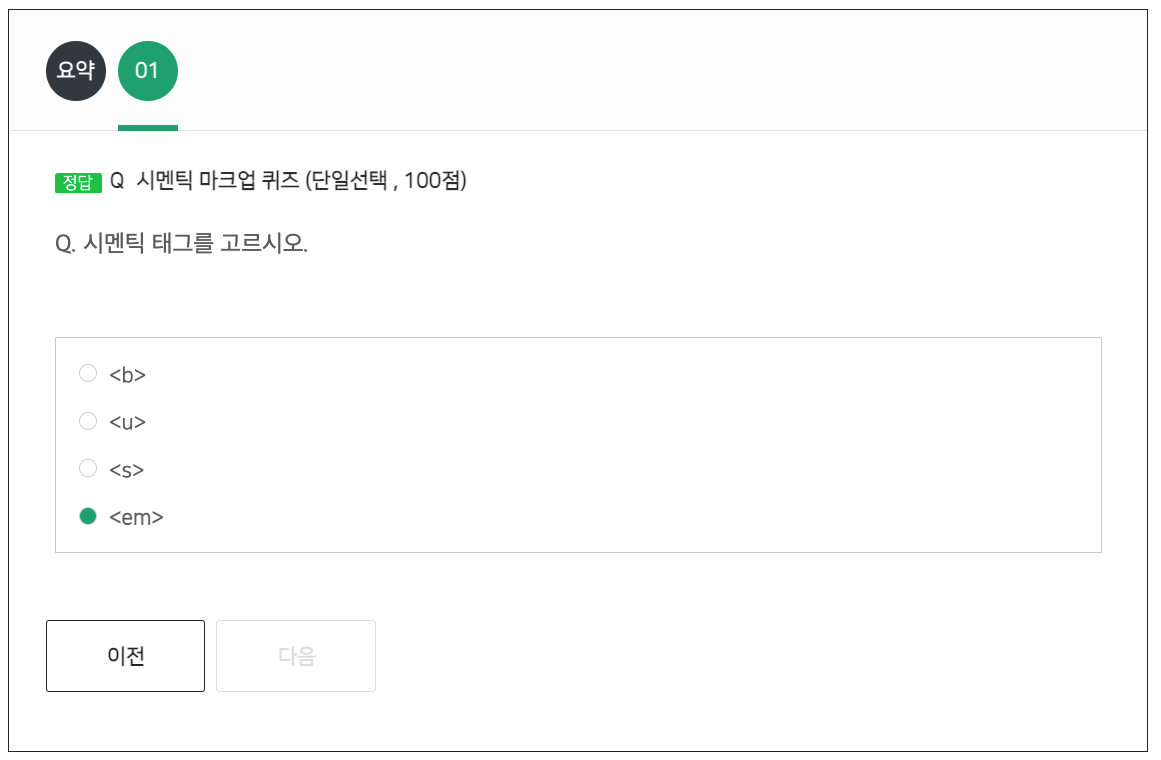 요약 01
정답 Q 시멘틱 마크업 퀴즈 (단일선택 , 100점)
Q. 시멘틱 태그를 고르시오.
<b>
<u>
<s>
<em>
이전 다음